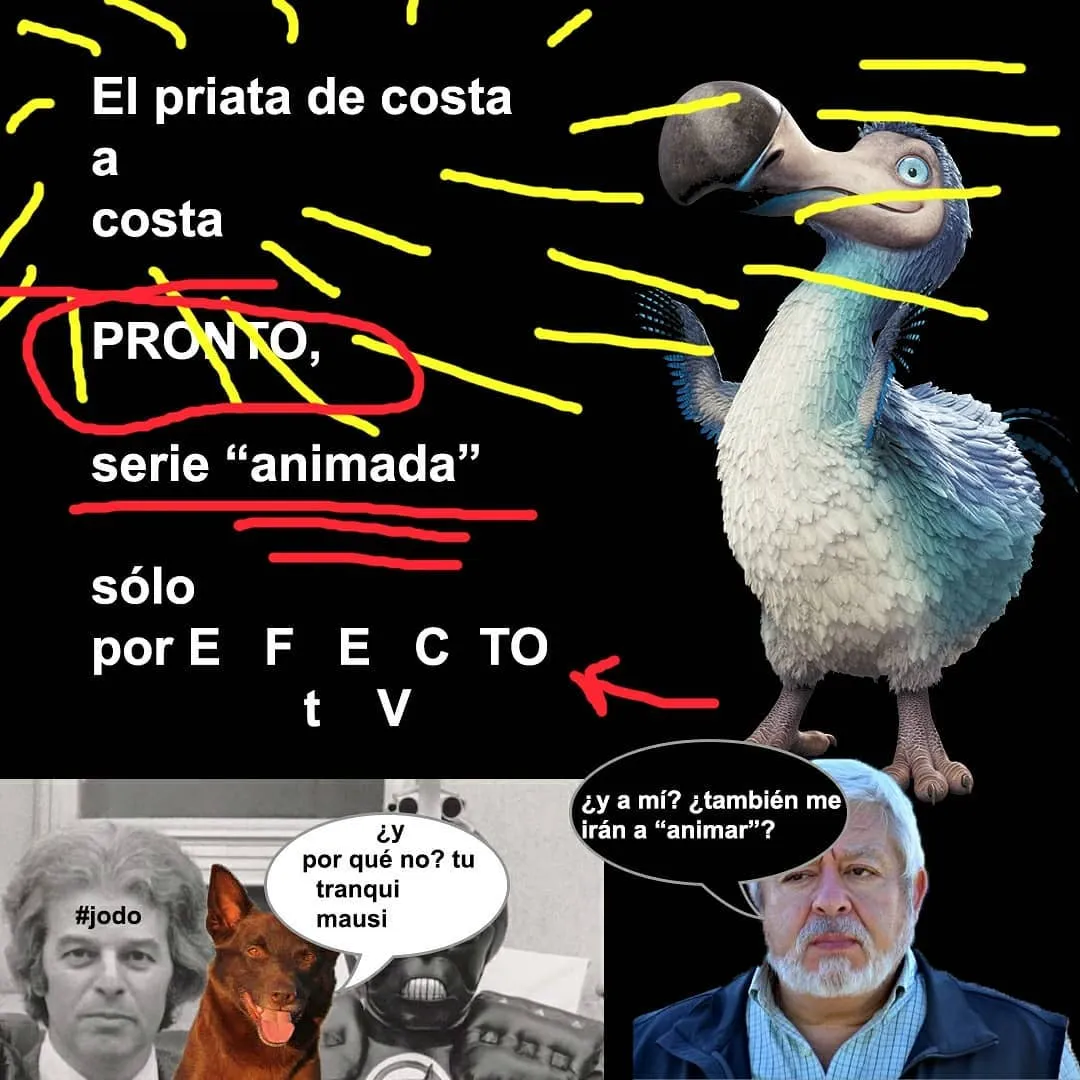 El priata de costa
a
costa
PRONTO,
serie “animada”
sólo
por E F E C TO
t V
¿y a mí? ¿también me
irán a “animar”?
¿y
por qué no? tu
tranqui
mausi
#jodo